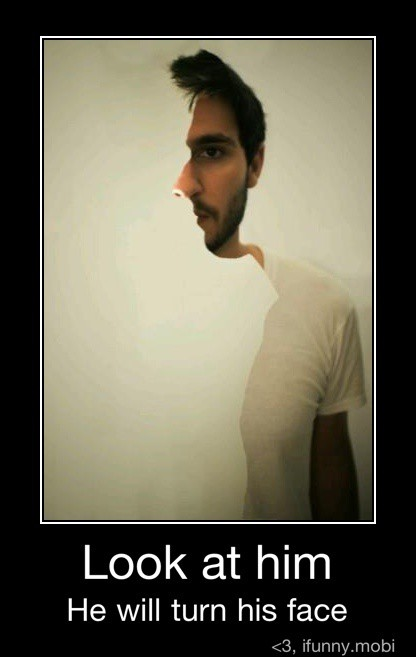 Look at him
He will turn his face
<3, ifunny.mobi